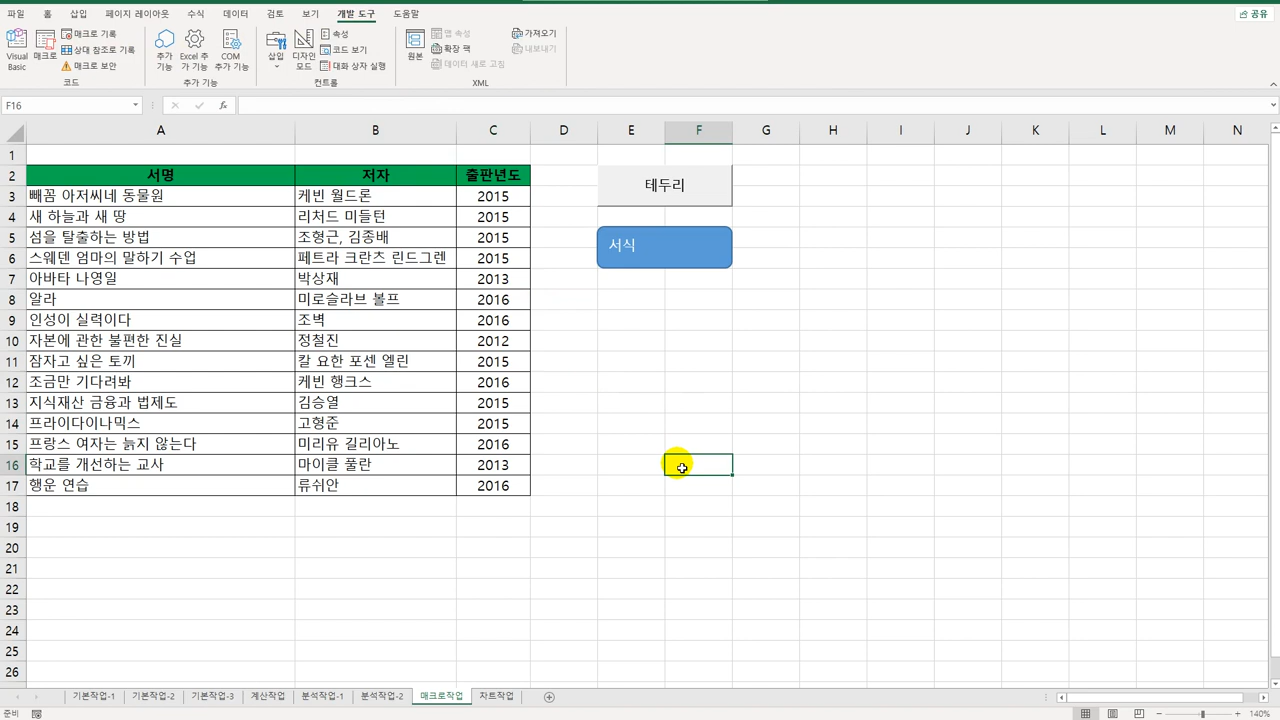 파일 홈 삽입 페이지 레이아웃 수식 데이터 검토 보기 개발 도구 도움말 공유
Visual Basic
매크로
매크로 기록
상대 참조로 기록
매크로 보안
코드
추가 기능
Excel 추가 기능
COM 추가 기능
추가 기능
삽입
디자인 모드
속성
코드 보기
대화 상자 실행
컨트롤
원본
맵 속성
확장 팩
데이터 새로 고침
가져오기
내보내기
XML
F16 fx
A B C D E F G H I J K L M N
1
2 서명 저자 출판년도 테두리
3 빼꼼 아저씨네 동물원 케빈 월드론 2015
4 새 하늘과 새 땅 리처드 미들턴 2015
5 섬을 탈출하는 방법 조형근, 김종배 2015 서식
6 스웨덴 엄마의 말하기 수업 페트라 크란츠 린드그렌 2015
7 아바타 나영일 박상재 2013
8 알라 미로슬라브 볼프 2016
9 인성이 실력이다 조벽 2016
10 자본에 관한 불편한 진실 정철진 2012
11 잠자고 싶은 토끼 칼 요한 포센 엘린 2015
12 조금만 기다려봐 케빈 행크스 2016
13 지식재산 금융과 법제도 김승열 2015
14 프라이다이나믹스 고형준 2015
15 프랑스 여자는 늙지 않는다 미리유 길리아노 2016
16 학교를 개선하는 교사 마이클 풀란 2013
17 행운 연습 류쉬안 2016
18
19
20
21
22
23
24
25
26
기본작업-1 기본작업-2 기본작업-3 계산작업 분석작업-1 분석작업-2 매크로작업 차트작업
준비 140%